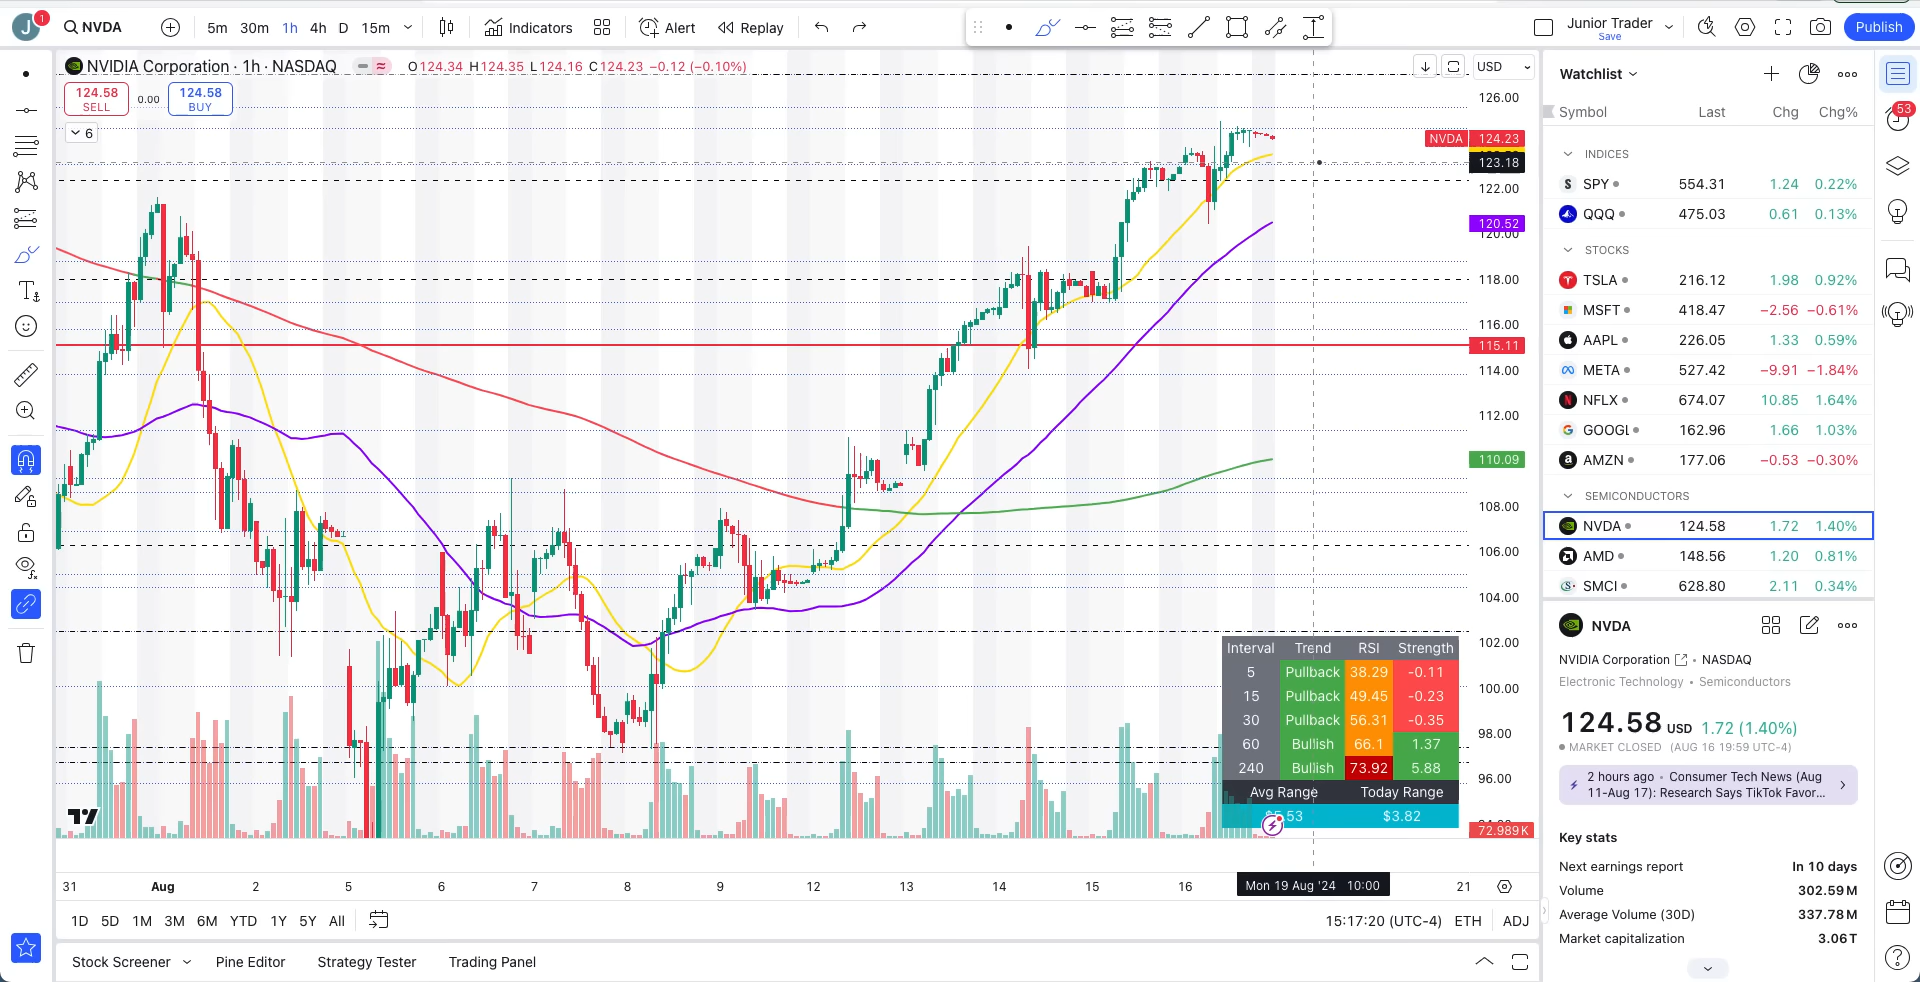 J 1 NVDA 5m 30m 1h 4h D 15m Indicators Alert Replay Junior Trader Save Publish
NVIDIA Corporation · 1h · NASDAQ O124.34 H124.35 L124.16 C124.23 −0.12 (−0.10%) USD
124.58 SELL 0.00 124.58 BUY
6
126.00
NVDA 124.23
123.18
122.00
120.52
120.00
118.00
116.00
115.11
114.00
112.00
110.09
108.00
106.00
104.00
102.00
100.00
98.00
96.00
72.989K
Interval Trend RSI Strength
5 Pullback 38.29 -0.11
15 Pullback 49.45 -0.23
30 Pullback 56.31 -0.35
60 Bullish 66.1 1.37
240 Bullish 73.92 5.88
Avg Range Today Range
53 $3.82
31 Aug 2 5 6 7 8 9 12 13 14 15 16 Mon 19 Aug '24 10:00 21
1D 5D 1M 3M 6M YTD 1Y 5Y All 15:17:20 (UTC-4) ETH ADJ
Stock Screener Pine Editor Strategy Tester Trading Panel
Watchlist
Symbol Last Chg Chg%
INDICES
SPY 554.31 1.24 0.22%
QQQ 475.03 0.61 0.13%
STOCKS
TSLA 216.12 1.98 0.92%
MSFT 418.47 −2.56 −0.61%
AAPL 226.05 1.33 0.59%
META 527.42 −9.91 −1.84%
NFLX 674.07 10.85 1.64%
GOOGL 162.96 1.66 1.03%
AMZN 177.06 −0.53 −0.30%
SEMICONDUCTORS
NVDA 124.58 1.72 1.40%
AMD 148.56 1.20 0.81%
SMCI 628.80 2.11 0.34%
NVDA
NVIDIA Corporation • NASDAQ
Electronic Technology • Semiconductors
124.58 USD 1.72 (1.40%)
MARKET CLOSED (AUG 16 19:59 UTC-4)
2 hours ago • Consumer Tech News (Aug
11-Aug 17): Research Says TikTok Favor...
Key stats
Next earnings report In 10 days
Volume 302.59M
Average Volume (30D) 337.78M
Market capitalization 3.06T
53